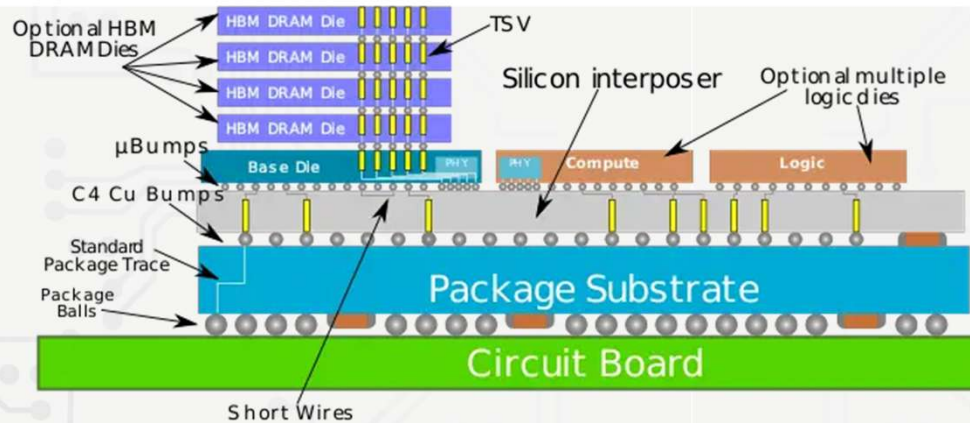 Optional HBM
DRAM Dies
HBM DRAM Die
HBM DRAM Die
HBM DRAM Die
HBM DRAM Die
TSV
Silicon interposer
Optional multiple
logic dies
µBumps
Base Die
PHY
PHY
Compute
Logic
C4 Cu Bumps
Standard
Package Trace
Package Substrate
Package
Balls
Circuit Board
Short Wires